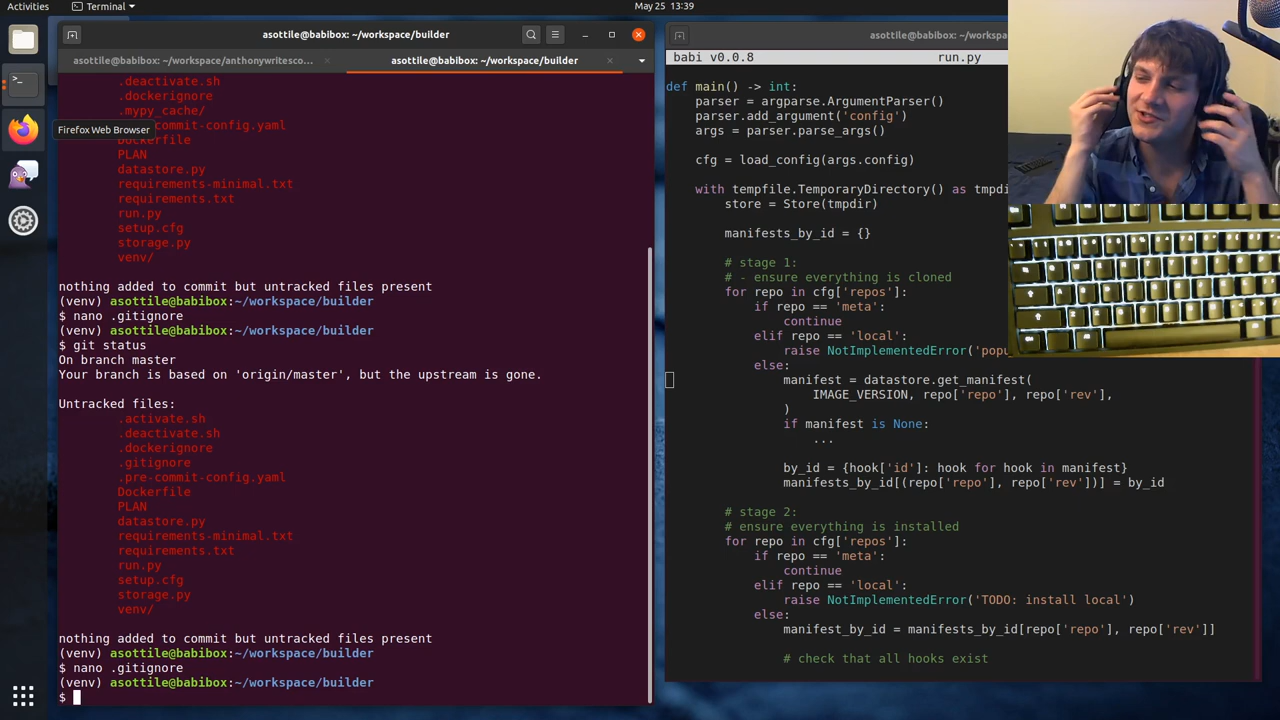 Activities
Terminal
May 25 13:39
asottile@babibox: ~/workspace/builder
asottile@babibox: ~/workspace/anthonywritesco...
asottile@babibox: ~/workspace/builder
.deactivate.sh
.dockerignore
.mypy_cache/
commit-config.yaml
Dockerfile
PLAN
datastore.py
requirements-minimal.txt
requirements.txt
run.py
setup.cfg
storage.py
venv/
Firefox Web Browser
nothing added to commit but untracked files present
(venv) asottile@babibox:~/workspace/builder
$ nano .gitignore
(venv) asottile@babibox:~/workspace/builder
$ git status
On branch master
Your branch is based on 'origin/master', but the upstream is gone.
Untracked files:
.activate.sh
.deactivate.sh
.dockerignore
.gitignore
.pre-commit-config.yaml
Dockerfile
PLAN
datastore.py
requirements-minimal.txt
requirements.txt
run.py
setup.cfg
storage.py
venv/
nothing added to commit but untracked files present
(venv) asottile@babibox:~/workspace/builder
$ nano .gitignore
(venv) asottile@babibox:~/workspace/builder
$
asottile@babibox: ~/w
babi v0.0.8 run.py
def main() -> int:
parser = argparse.ArgumentParser()
parser.add_argument('config')
args = parser.parse_args()
cfg = load_config(args.config)
with tempfile.TemporaryDirectory() as tmpdi
store = Store(tmpdir)
manifests_by_id = {}
# stage 1:
# - ensure everything is cloned
for repo in cfg['repos']:
if repo == 'meta':
continue
elif repo == 'local':
raise NotImplementedError('popu
else:
manifest = datastore.get_manifest(
IMAGE_VERSION, repo['repo'], repo['rev'],
)
if manifest is None:
...
by_id = {hook['id']: hook for hook in manifest}
manifests_by_id[(repo['repo'], repo['rev'])] = by_id
# stage 2:
# ensure everything is installed
for repo in cfg['repos']:
if repo == 'meta':
continue
elif repo == 'local':
raise NotImplementedError('TODO: install local')
else:
manifest_by_id = manifests_by_id[repo['repo'], repo['rev']]
# check that all hooks exist